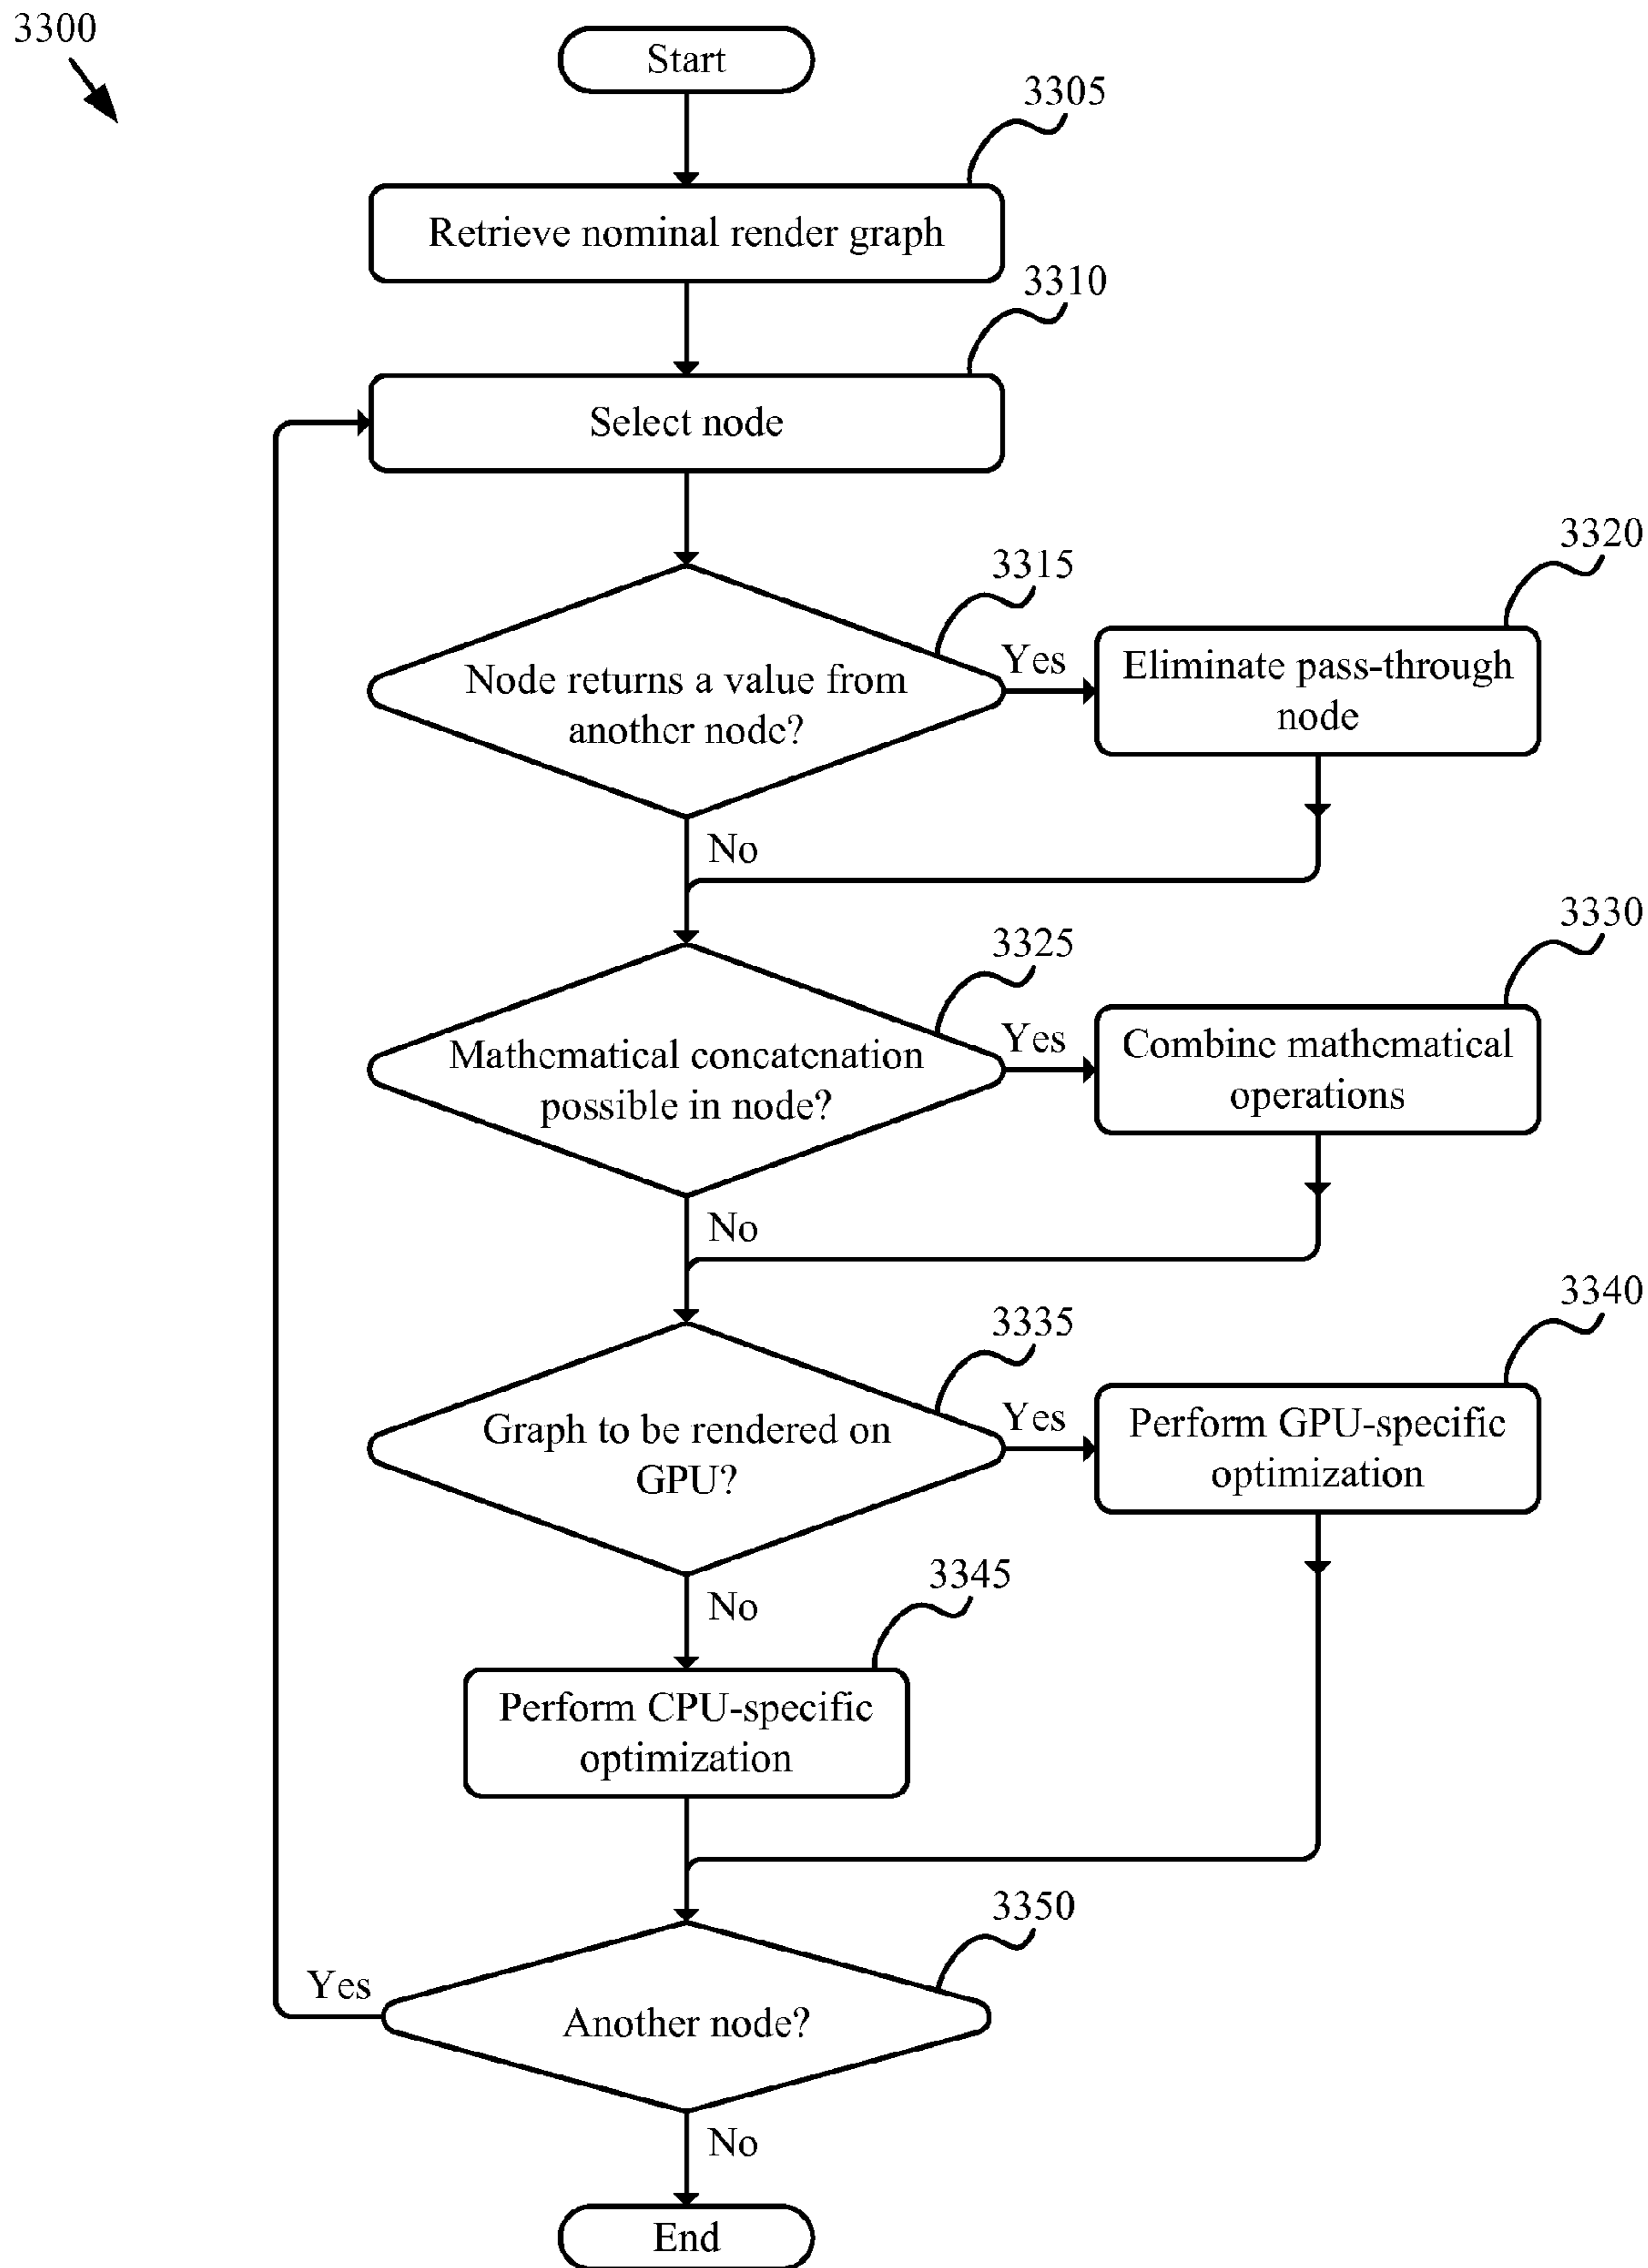 3300
Start
3305
Retrieve nominal render graph
3310
Select node
3315
3320
Node returns a value from
another node?
Yes
Eliminate pass-through
node
No
3325
3330
Mathematical concatenation
possible in node?
Yes
Combine mathematical
operations
No
3335
3340
Graph to be rendered on
GPU?
Yes
Perform GPU-specific
optimization
No
3345
Perform CPU-specific
optimization
3350
Yes
Another node?
No
End